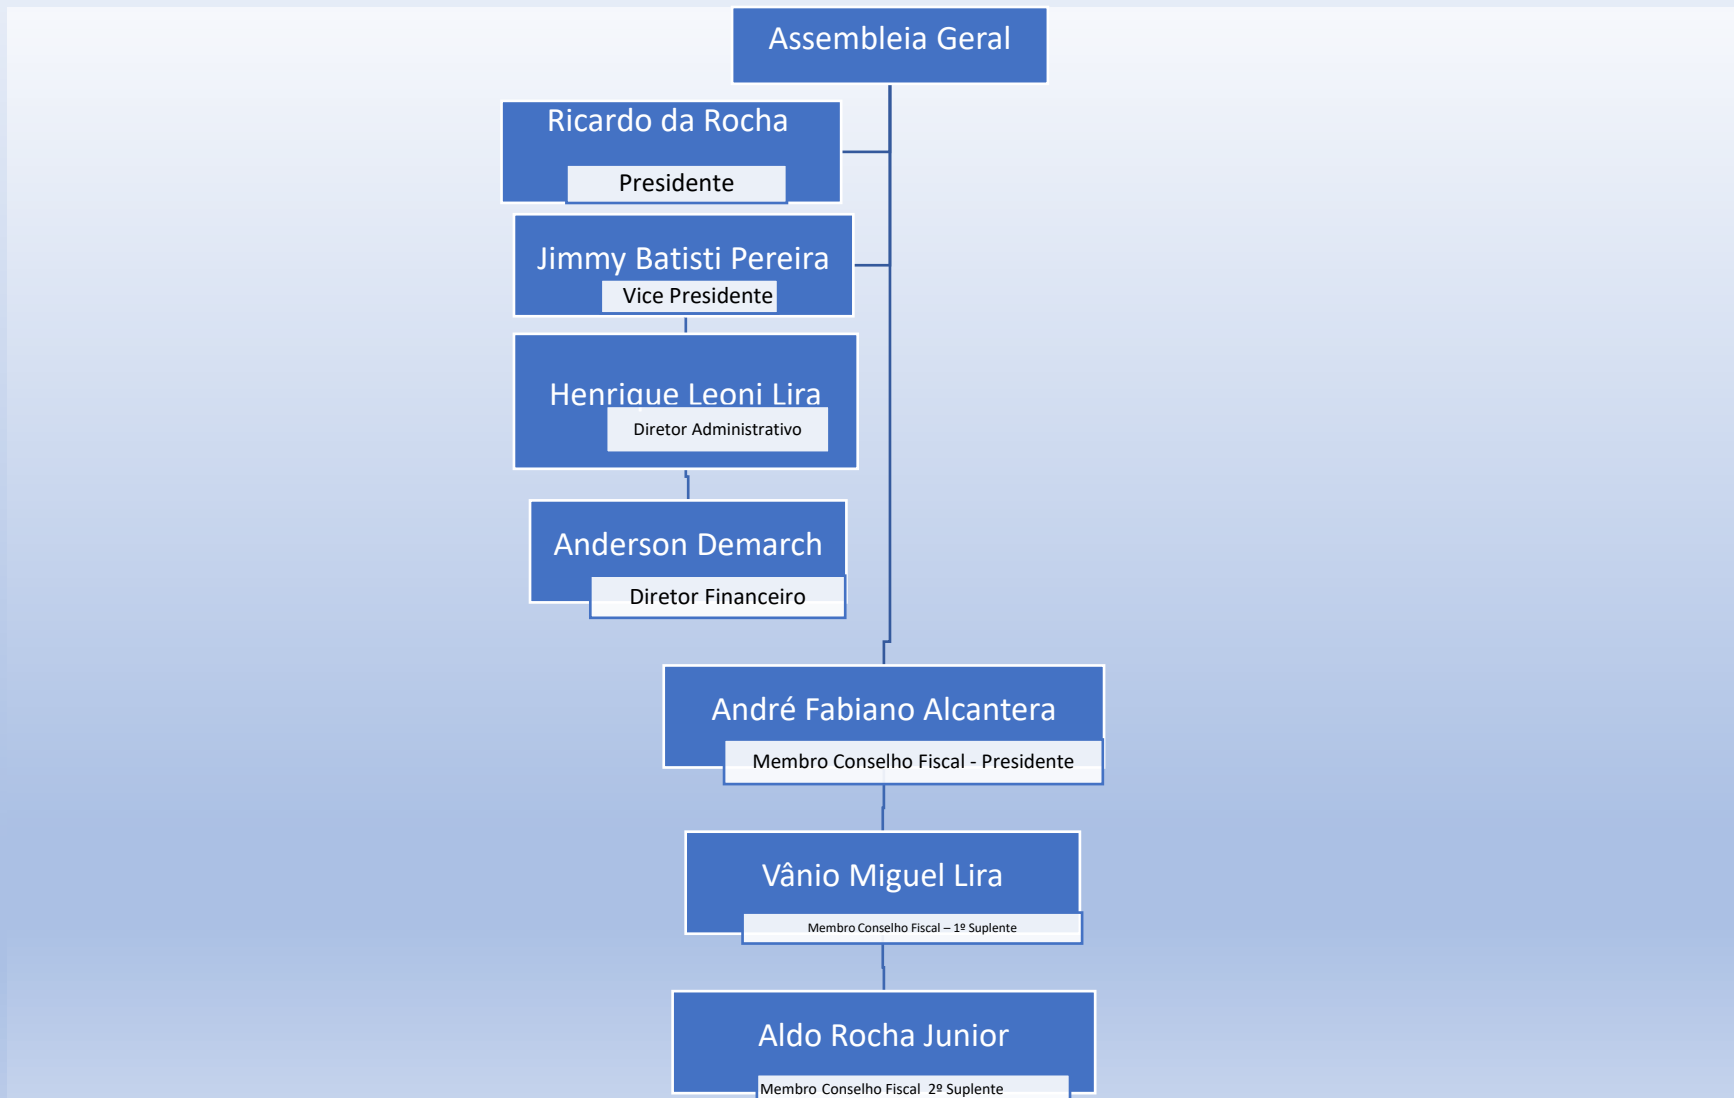 Assembleia Geral
Ricardo da Rocha
Presidente
Jimmy Batisti Pereira
Vice Presidente
Henrique Leoni Lira
Diretor Administrativo
Anderson Demarch
Diretor Financeiro
André Fabiano Alcantera
Membro Conselho Fiscal - Presidente
Vânio Miguel Lira
Membro Conselho Fiscal – 1º Suplente
Aldo Rocha Junior
Membro Conselho Fiscal 2º Suplente